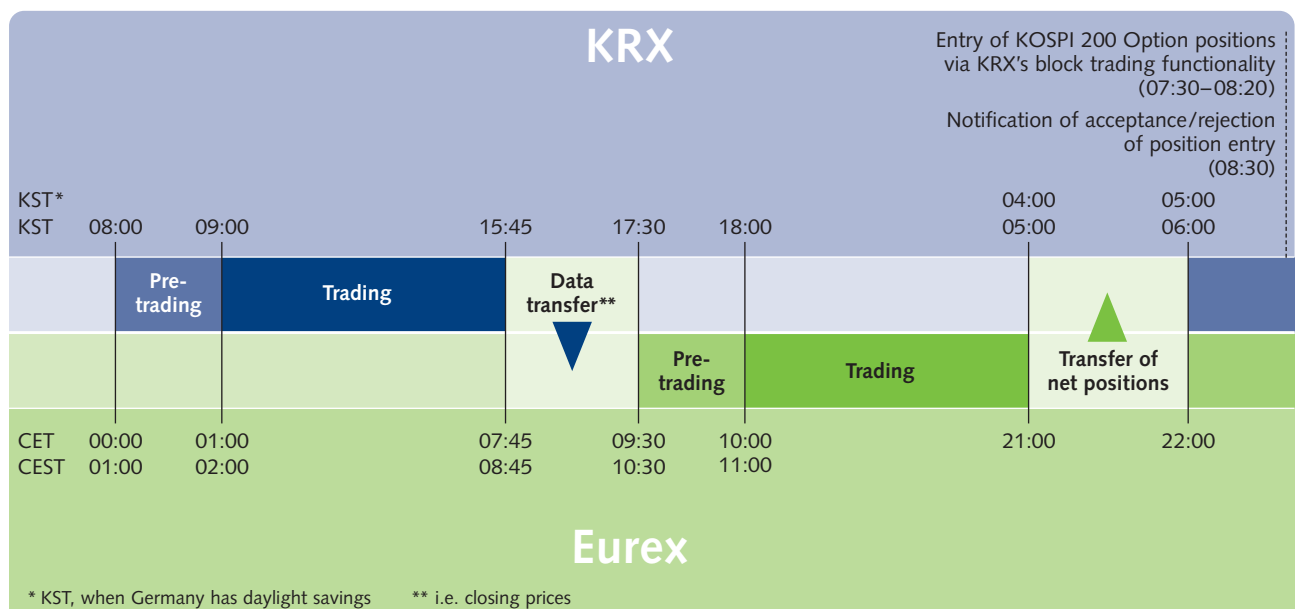 KRX
Entry of KOSPI 200 Option positions
via KRX's block trading functionality
(07:30–08:20)
Notification of acceptance/rejection
of position entry
(08:30)
KST* 04:00 05:00
KST 08:00 09:00 15:45 17:30 18:00 05:00 06:00
Pre-
trading
Trading
Data
transfer**
Pre-
trading
Trading
Transfer of
net positions
CET 00:00 01:00 07:45 09:30 10:00 21:00 22:00
CEST 01:00 02:00 08:45 10:30 11:00
Eurex
* KST, when Germany has daylight savings ** i.e. closing prices